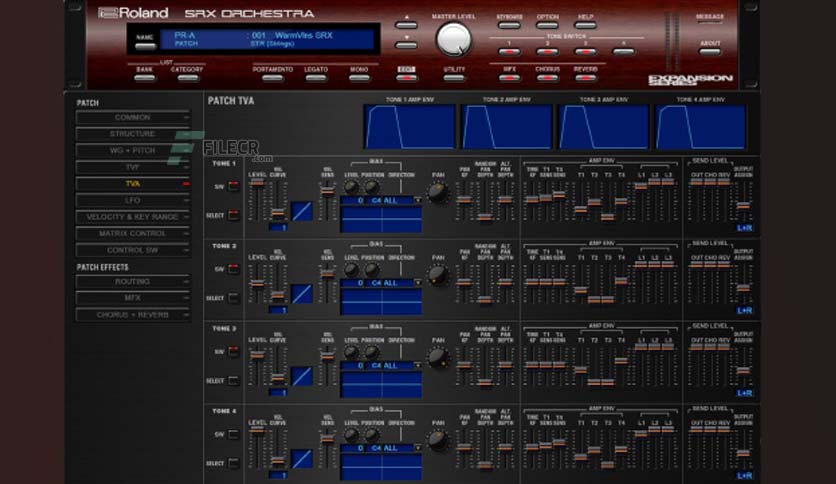 Roland SRX ORCHESTRA
MASTER LEVEL
KEYBOARD OPTION HELP
MESSAGE
NAME
PR-A : 001 WarmVlns SRX
PATCH STR (Strings)
TONE SWITCH
1 2 3 4
ABOUT
LIST
BANK CATEGORY
PORTAMENTO LEGATO MONO
EDIT
UTILITY
MFX CHORUS REVERB
EXPANSION
SERIES
PATCH
COMMON
STRUCTURE
WG + PITCH
TVF
TVA
LFO
VELOCITY & KEY RANGE
MATRIX CONTROL
CONTROL SW
PATCH EFFECTS
ROUTING
MFX
CHORUS + REVERB
FILECR
.com
PATCH TVA
TONE 1 AMP ENV TONE 2 AMP ENV TONE 3 AMP ENV TONE 4 AMP ENV
TONE 1
SW
SELECT
LEVEL VEL CURVE
1
VEL SENS
BIAS
LEVEL POSITION DIRECTION
0 C4 ALL
PAN
PAN KF RANDOM PAN DEPTH ALT. PAN DEPTH
AMP ENV
TIME KF T1 SENS T4 SENS T1 T2 T3 T4 L1 L2 L3
SEND LEVEL
OUT CHO REV
OUTPUT ASSIGN
L+R
TONE 2
SW
SELECT
LEVEL VEL CURVE
1
VEL SENS
BIAS
LEVEL POSITION DIRECTION
0 C4 ALL
PAN
PAN KF RANDOM PAN DEPTH ALT. PAN DEPTH
AMP ENV
TIME KF T1 SENS T4 SENS T1 T2 T3 T4 L1 L2 L3
SEND LEVEL
OUT CHO REV
OUTPUT ASSIGN
L+R
TONE 3
SW
SELECT
LEVEL VEL CURVE
1
VEL SENS
BIAS
LEVEL POSITION DIRECTION
0 C4 ALL
PAN
PAN KF RANDOM PAN DEPTH ALT. PAN DEPTH
AMP ENV
TIME KF T1 SENS T4 SENS T1 T2 T3 T4 L1 L2 L3
SEND LEVEL
OUT CHO REV
OUTPUT ASSIGN
L+R
TONE 4
SW
SELECT
LEVEL VEL CURVE
1
VEL SENS
BIAS
LEVEL POSITION DIRECTION
0 C4 ALL
PAN
PAN KF RANDOM PAN DEPTH ALT. PAN DEPTH
AMP ENV
TIME KF T1 SENS T4 SENS T1 T2 T3 T4 L1 L2 L3
SEND LEVEL
OUT CHO REV
OUTPUT ASSIGN
L+R